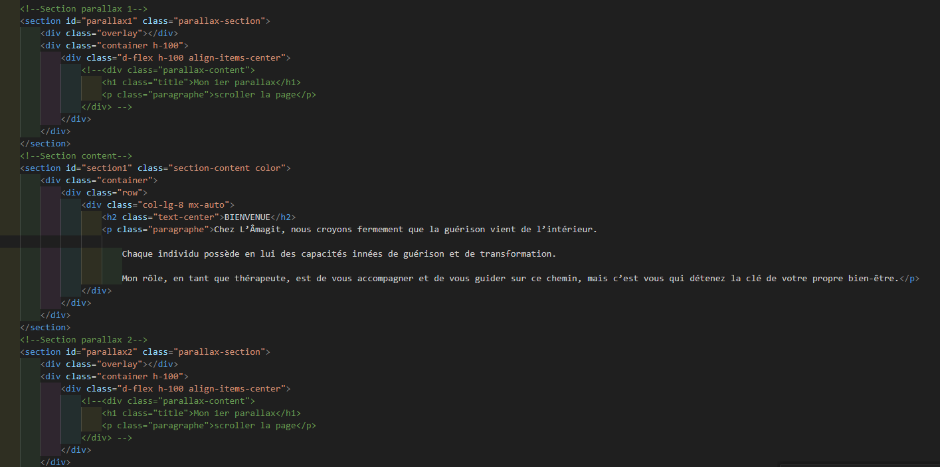 <!--Section parallax 1-->
<section id="parallax1" class="parallax-section">
<div class="overlay"></div>
<div class="container h-100">
<div class="d-flex h-100 align-items-center">
<!--<div class="parallax-content">
<h1 class="title">Mon 1er parallax</h1>
<p class="paragraphe">scroller la page</p>
</div> -->
</div>
</div>
</section>
<!--Section content-->
<section id="section1" class="section-content color">
<div class="container">
<div class="row">
<div class="col-lg-8 mx-auto">
<h2 class="text-center">BIENVENUE</h2>
<p class="paragraphe">Chez L’Âmagit, nous croyons fermement que la guérison vient de l’intérieur.
Chaque individu possède en lui des capacités innées de guérison et de transformation.
Mon rôle, en tant que thérapeute, est de vous accompagner et de vous guider sur ce chemin, mais c’est vous qui détenez la clé de votre propre bien-être.</p>
</div>
</div>
</div>
</section>
<!--Section parallax 2-->
<section id="parallax2" class="parallax-section">
<div class="overlay"></div>
<div class="container h-100">
<div class="d-flex h-100 align-items-center">
<!--<div class="parallax-content">
<h1 class="title">Mon 1er parallax</h1>
<p class="paragraphe">scroller la page</p>
</div> -->
</div>
</div>